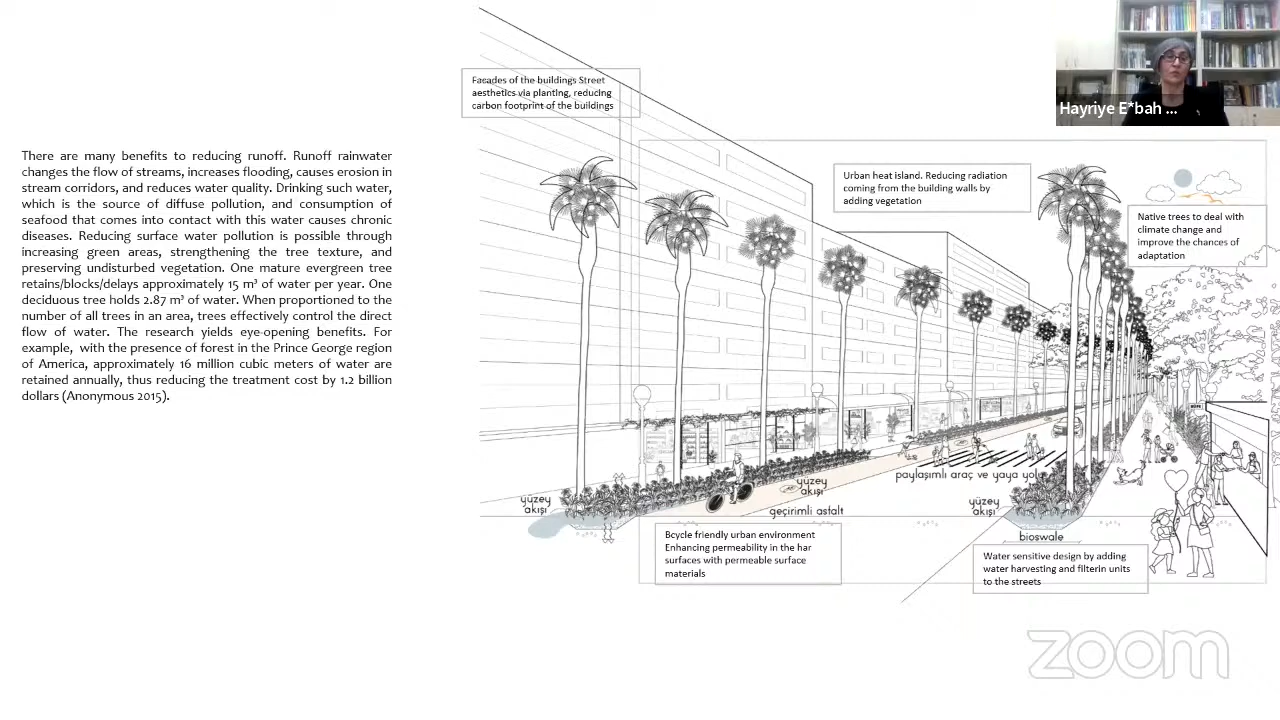 There are many benefits to reducing runoff. Runoff rainwater
changes the flow of streams, increases flooding, causes erosion in
stream corridors, and reduces water quality. Drinking such water,
which is the source of diffuse pollution, and consumption of
seafood that comes into contact with this water causes chronic
diseases. Reducing surface water pollution is possible through
increasing green areas, strengthening the tree texture, and
preserving undisturbed vegetation. One mature evergreen tree
retains/blocks/delays approximately 15 m³ of water per year. One
deciduous tree holds 2.87 m³ of water. When proportioned to the
number of all trees in an area, trees effectively control the direct
flow of water. The research yields eye-opening benefits. For
example, with the presence of forest in the Prince George region
of America, approximately 16 million cubic meters of water are
retained annually, thus reducing the treatment cost by 1.2 billion
dollars (Anonymous 2015).
Facades of the buildings Street
aesthetics via planting, reducing
carbon footprint of the buildings
Urban heat island. Reducing radiation
coming from the building walls by
adding vegetation
Native trees to deal with
climate change and
improve the chances of
adaptation
Hayriye E*bah ...
yüzey
akışı
yüzey
akışı
geçirimli astalt
paylaşımlı araç ve yaya yolu
yüzey
akışı
bioswale
Bcycle friendly urban environment
Enhancing permeability in the har
surfaces with permeable surface
materials
Water sensitive design by adding
water harvesting and filterin units
to the streets
zoom